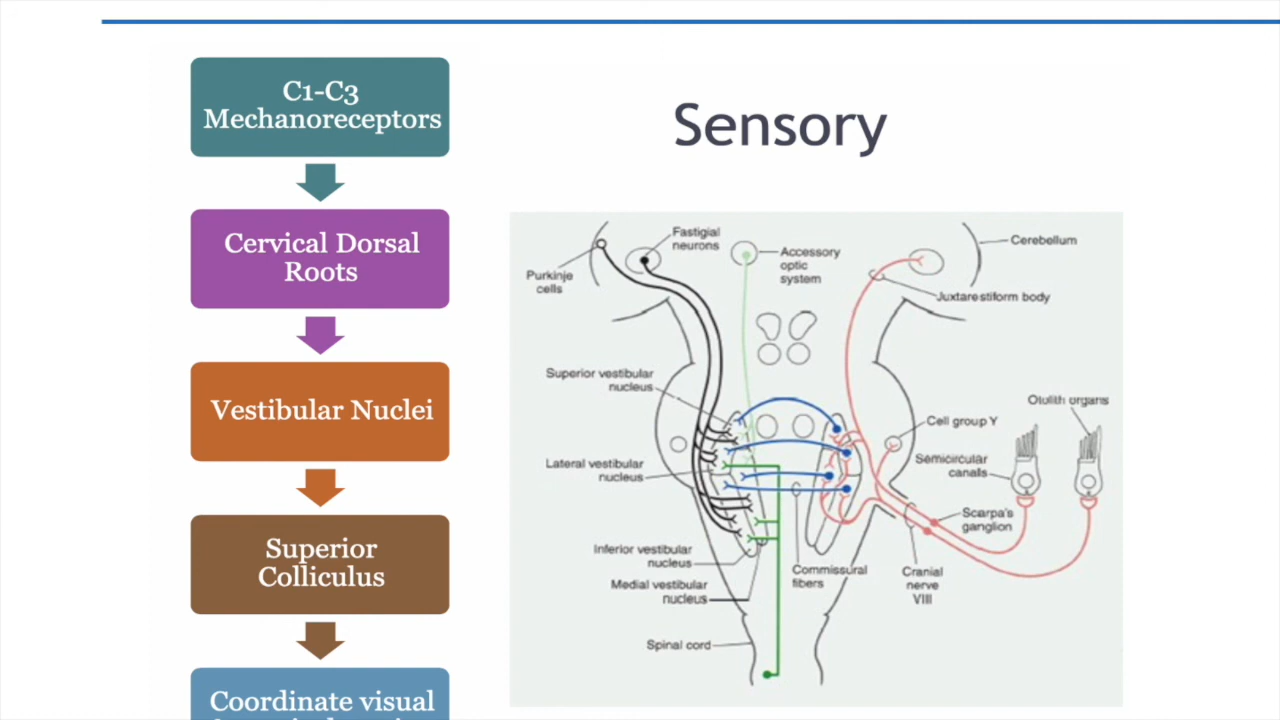 C1-C3
Mechanoreceptors
Cervical Dorsal
Roots
Vestibular Nuclei
Superior
Colliculus
Coordinate visual
Sensory
Fastigial
neurons
Purkinje
cells
Accessory
optic
system
Cerebellum
Juxtarestiform body
Superior vestibular
nucleus
Otolith organs
Cell group Y
Semicircular
canals
Lateral vestibular
nucleus
Scarpa's
ganglion
Inferior vestibular
nucleus
Commissural
fibers
Cranial
nerve
VIII
Medial vestibular
nucleus
Spinal cord